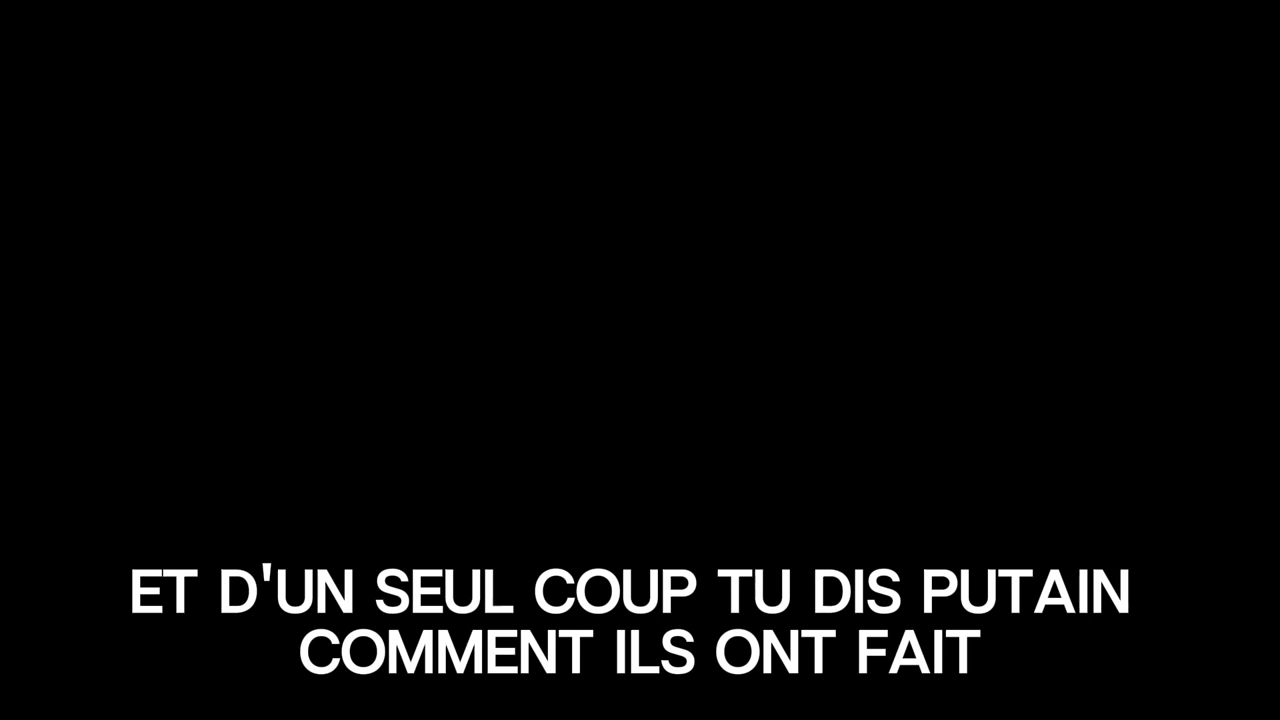 ET D'UN SEUL COUP TU DIS PUTAIN
COMMENT ILS ONT FAIT